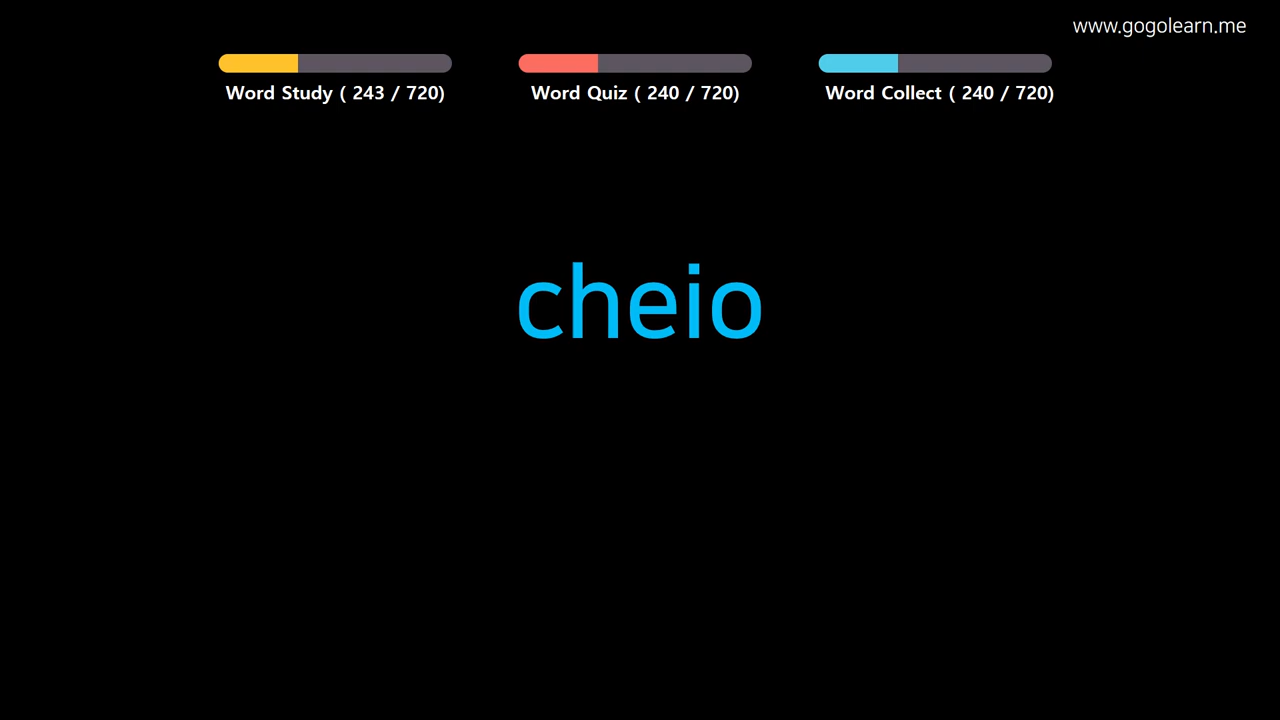 www.gogolearn.me
Word Study ( 243 / 720)
Word Quiz ( 240 / 720)
Word Collect ( 240 / 720)
cheio